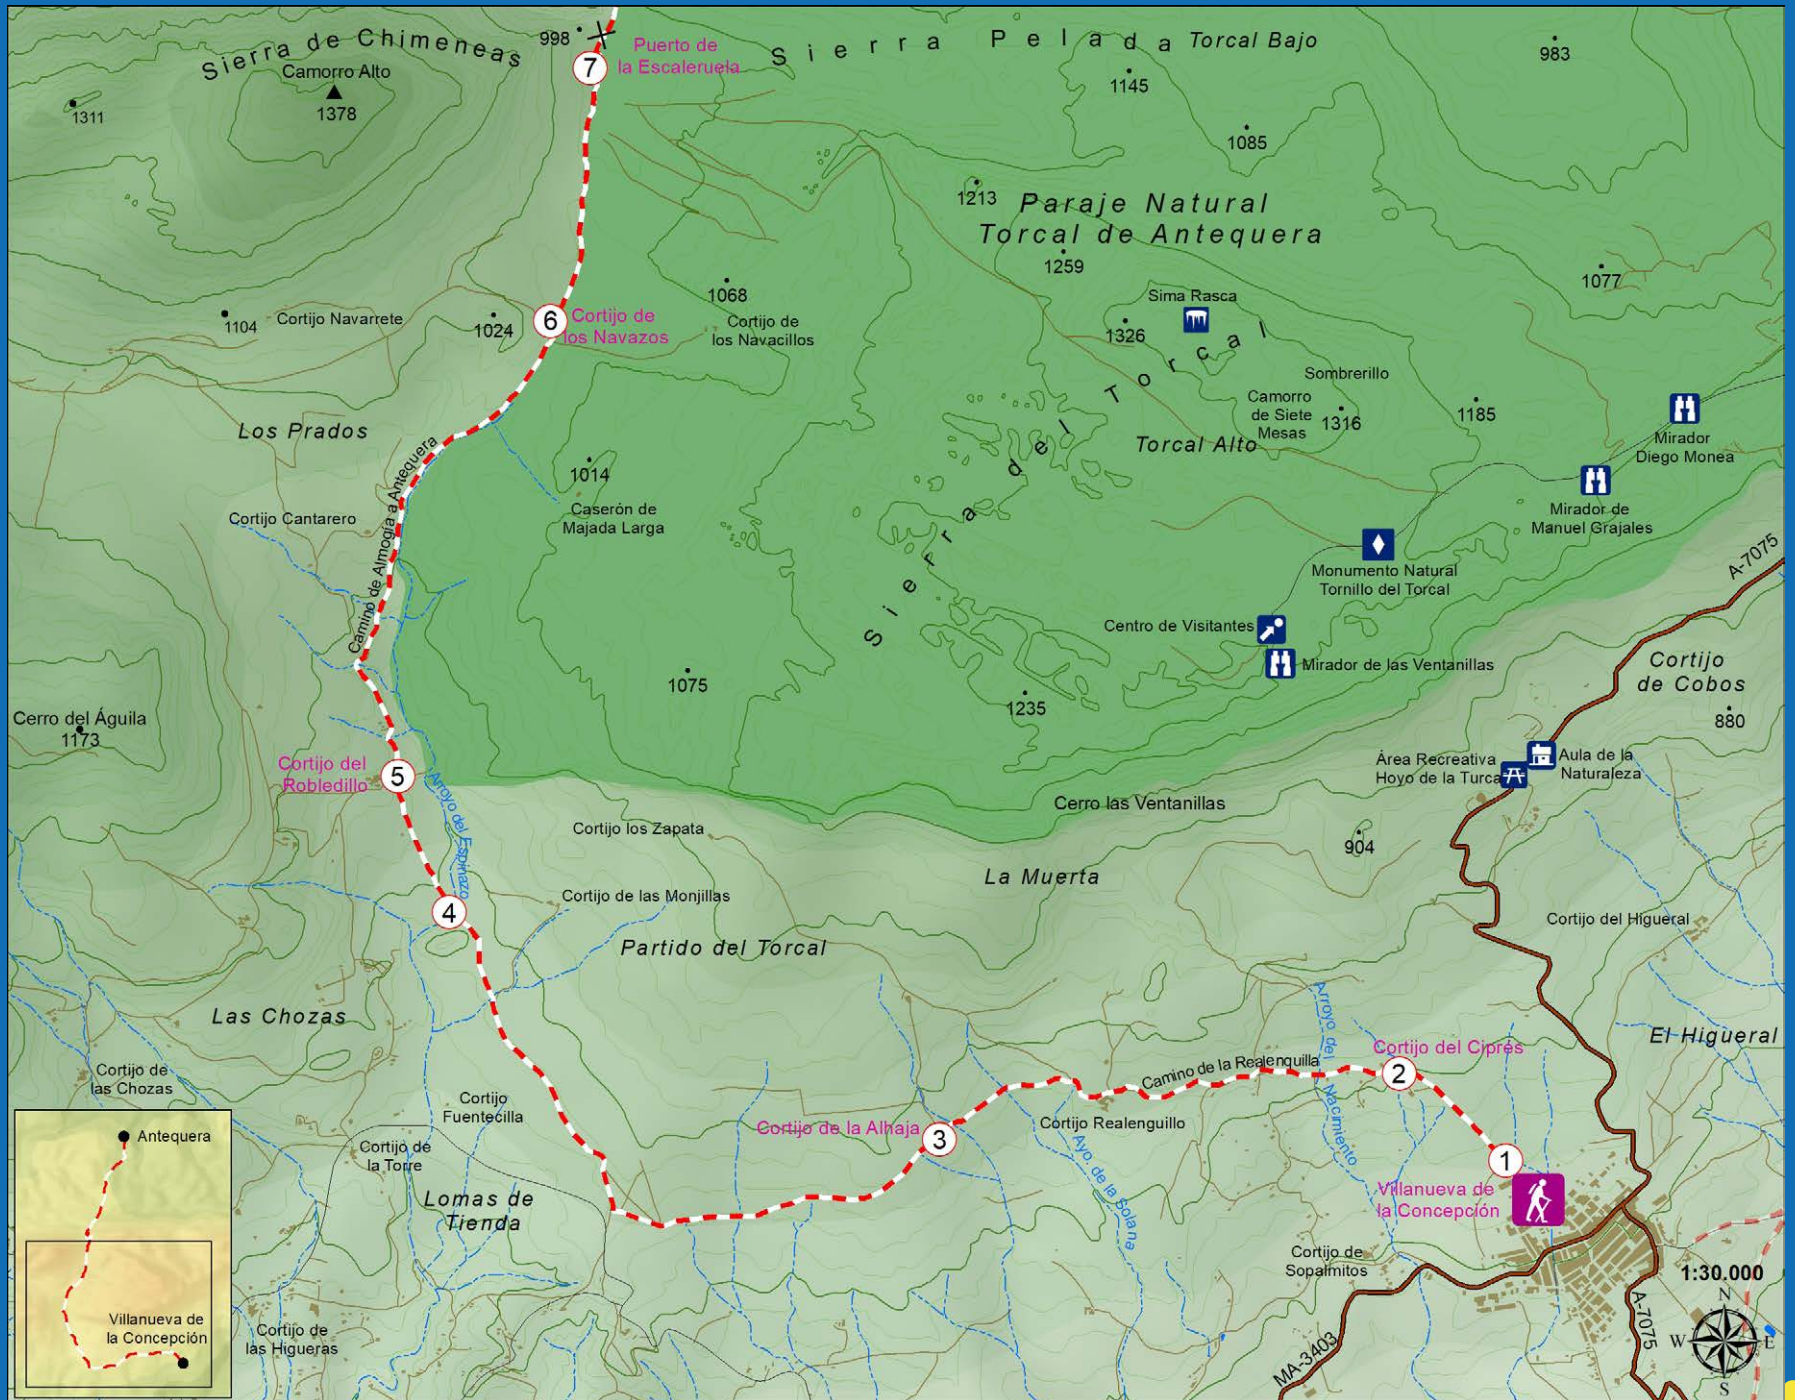 Sierra de Chimeneas
Camorro Alto
1378
1311
998
7
Puerto de
la Escaleruela
Sierra Pelada
Torcal Bajo
983
1145
1085
1213
Paraje Natural
Torcal de Antequera
1259
1077
1068
Sima Rasca
1326
1104
Cortijo Navarrete
1024
6
Cortijo de
los Navazos
Cortijo de
los Navacillos
Sierra del Torcal
Sombrerillo
Camorro
de Siete
Mesas
1316
1185
Mirador
Diego Monea
Los Prados
Torcal Alto
1014
Caserón de
Majada Larga
Mirador de
Manuel Grajales
Cortijo Cantarero
Camino de Almogía a Antequera
A-7075
Monumento Natural
Tornillo del Torcal
Centro de Visitantes
Mirador de las Ventanillas
Cortijo
de Cobos
880
1075
1235
Cerro del Águila
1173
Cortijo del
Robledillo
5
Arroyo del Espinazo
Área Recreativa
Hoyo de la Turca
Aula de la
Naturaleza
Cerro las Ventanillas
Cortijo los Zapata
904
La Muerta
4
Cortijo de las Monjillas
Cortijo del Higueral
Partido del Torcal
Las Chozas
El Higueral
Arroyo del Nacimiento
Cortijo del Ciprés
2
Camino de la Realenguilla
Cortijo de
las Chozas
Cortijo
Fuentecilla
Cortijo de la Alhaja
3
Cortijo Realenguillo
Ayo. de la Solana
1
Villanueva de
la Concepción
Cortijo de
la Torre
Lomas de
Tienda
Cortijo de
Sopalmitos
Antequera
Villanueva de
la Concepción
Cortijo de
las Higueras
MA-3403
A-7075
1:30.000
N
W
E
S